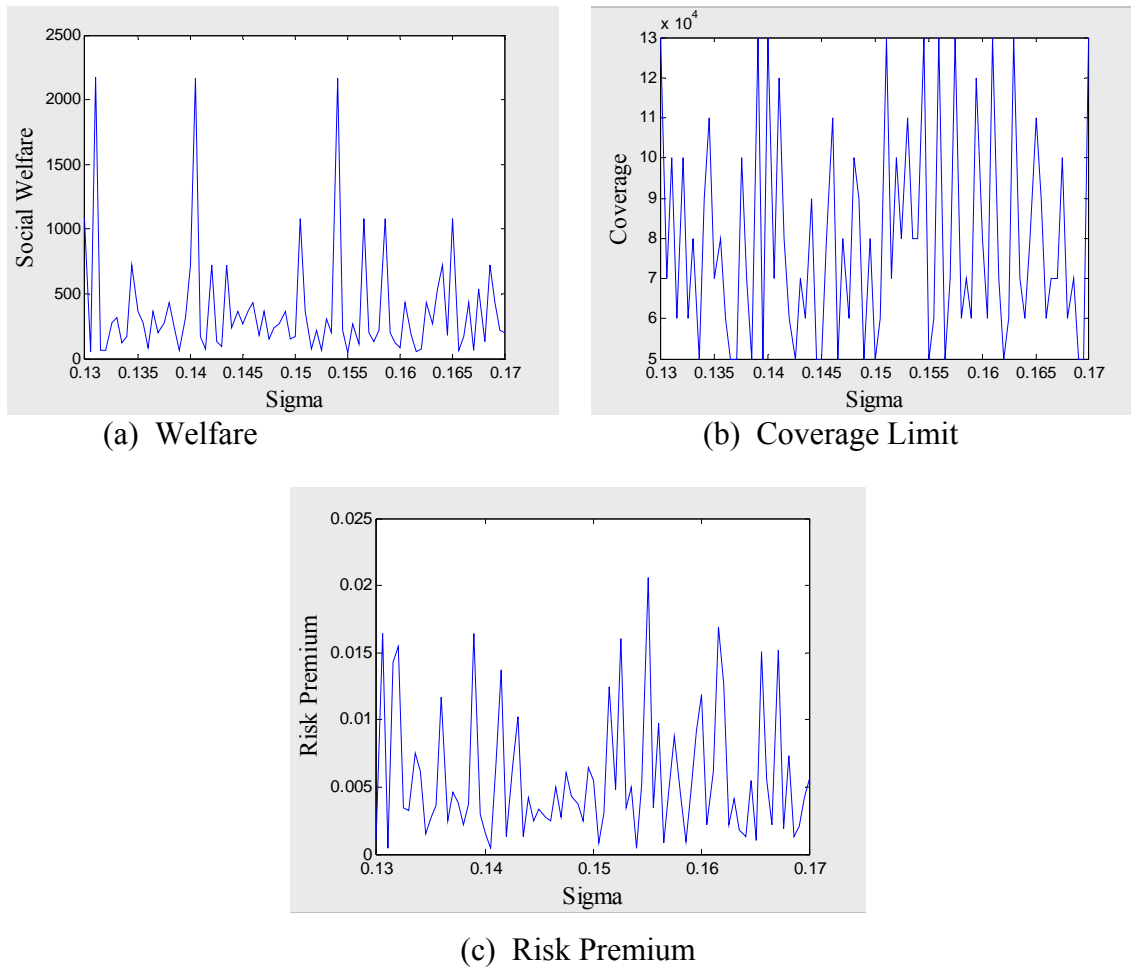 2500
2000
1500
1000
500
0
Social Welfare
0.13 0.135 0.14 0.145 0.15 0.155 0.16 0.165 0.17
Sigma
(a) Welfare
x 10^4
13
12
11
10
9
8
7
6
5
Coverage
0.13 0.135 0.14 0.145 0.15 0.155 0.16 0.165 0.17
Sigma
(b) Coverage Limit
0.025
0.02
0.015
0.01
0.005
0
Risk Premium
0.13 0.14 0.15 0.16 0.17
Sigma
(c) Risk Premium